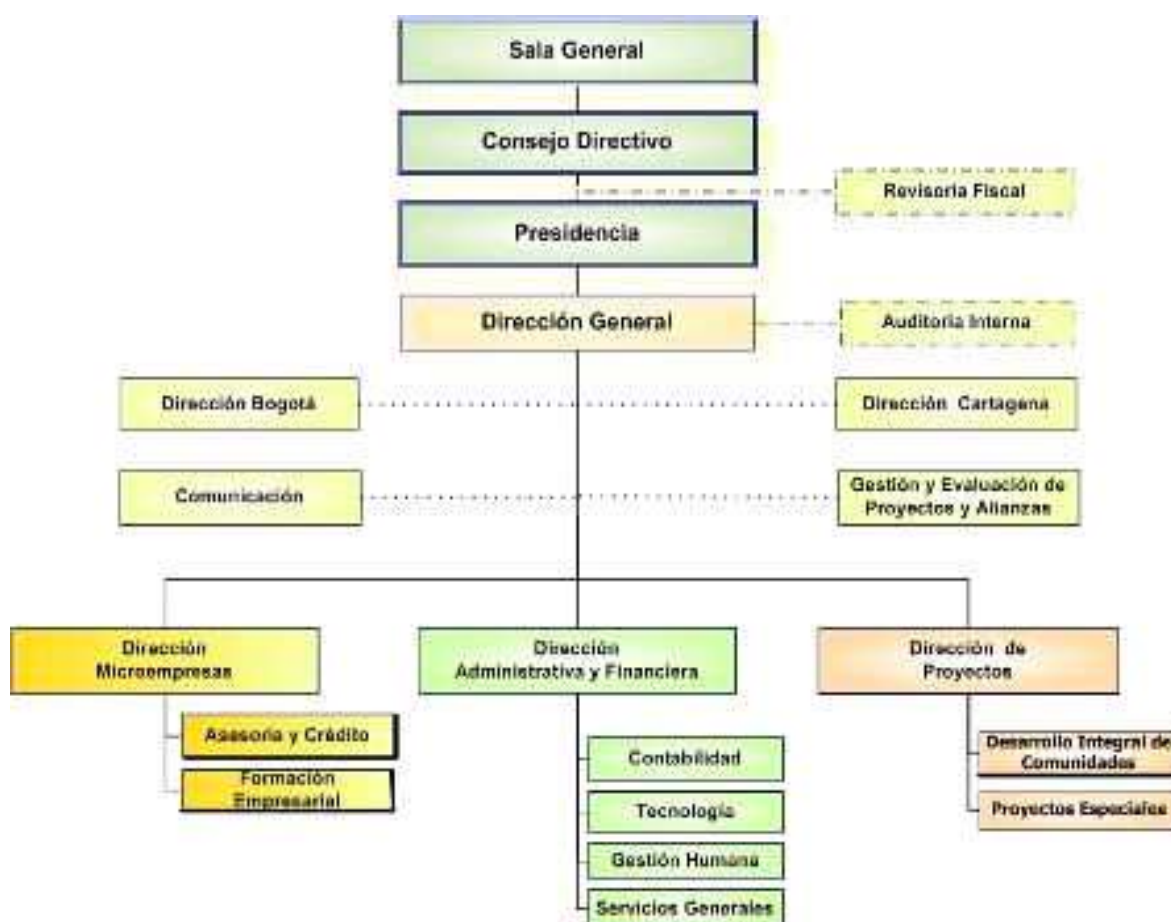 Sala General
Consejo Directivo
Revisoria Fiscal
Presidencia
Dirección General
Auditoria Interna
Dirección Bogotá
Dirección Cartagena
Comunicación
Gestión y Evaluación de
Proyectos y Alianzas
Dirección
Microempresas
Dirección
Administrativa y Financiera
Dirección de
Proyectos
Asesoría y Crédito
Formación
Empresarial
Contabilidad
Tecnología
Gestión Humana
Servicios Generales
Desarrollo Integral de
Comunidades
Proyectos Especiales